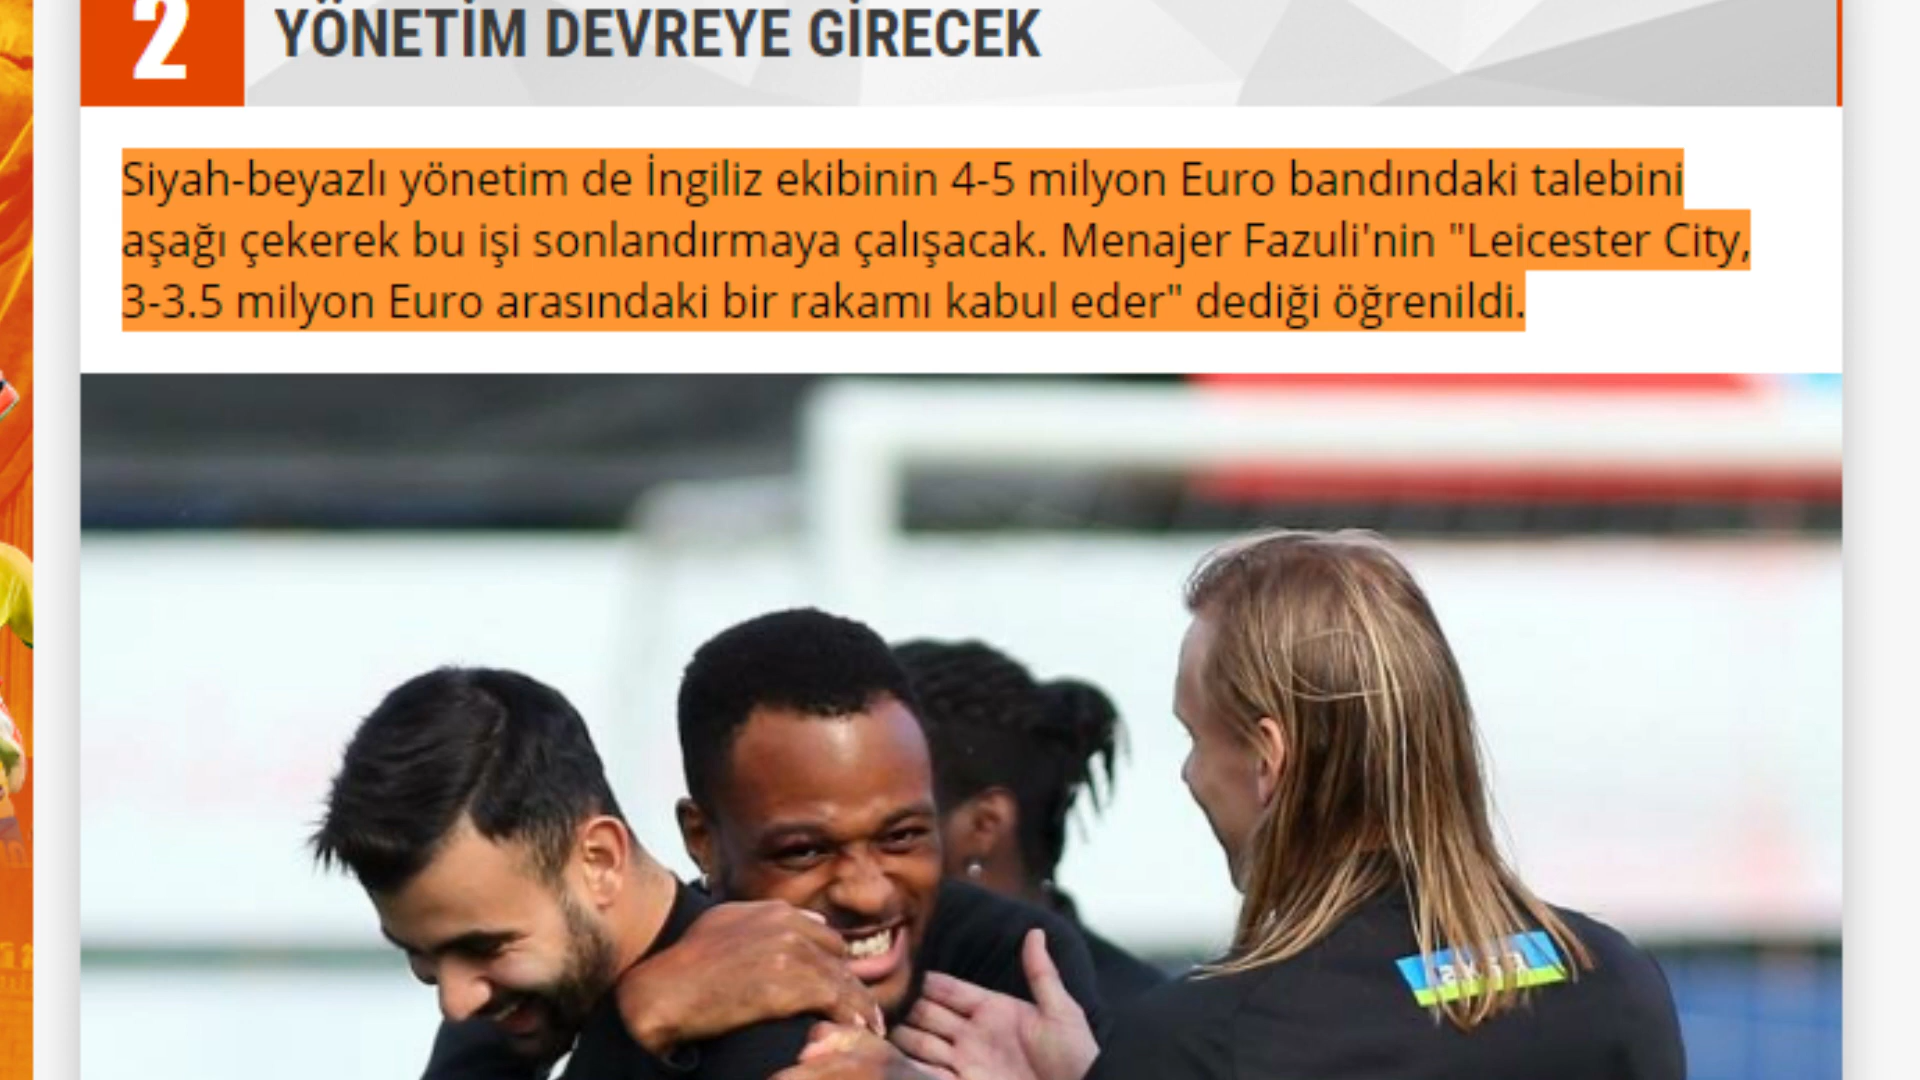 2
YÖNETİM DEVREYE GİRECEK
Siyah-beyazlı yönetim de İngiliz ekibinin 4-5 milyon Euro bandındaki talebini
aşağı çekerek bu işi sonlandırmaya çalışacak. Menajer Fazuli'nin "Leicester City,
3-3.5 milyon Euro arasındaki bir rakamı kabul eder" dediği öğrenildi.